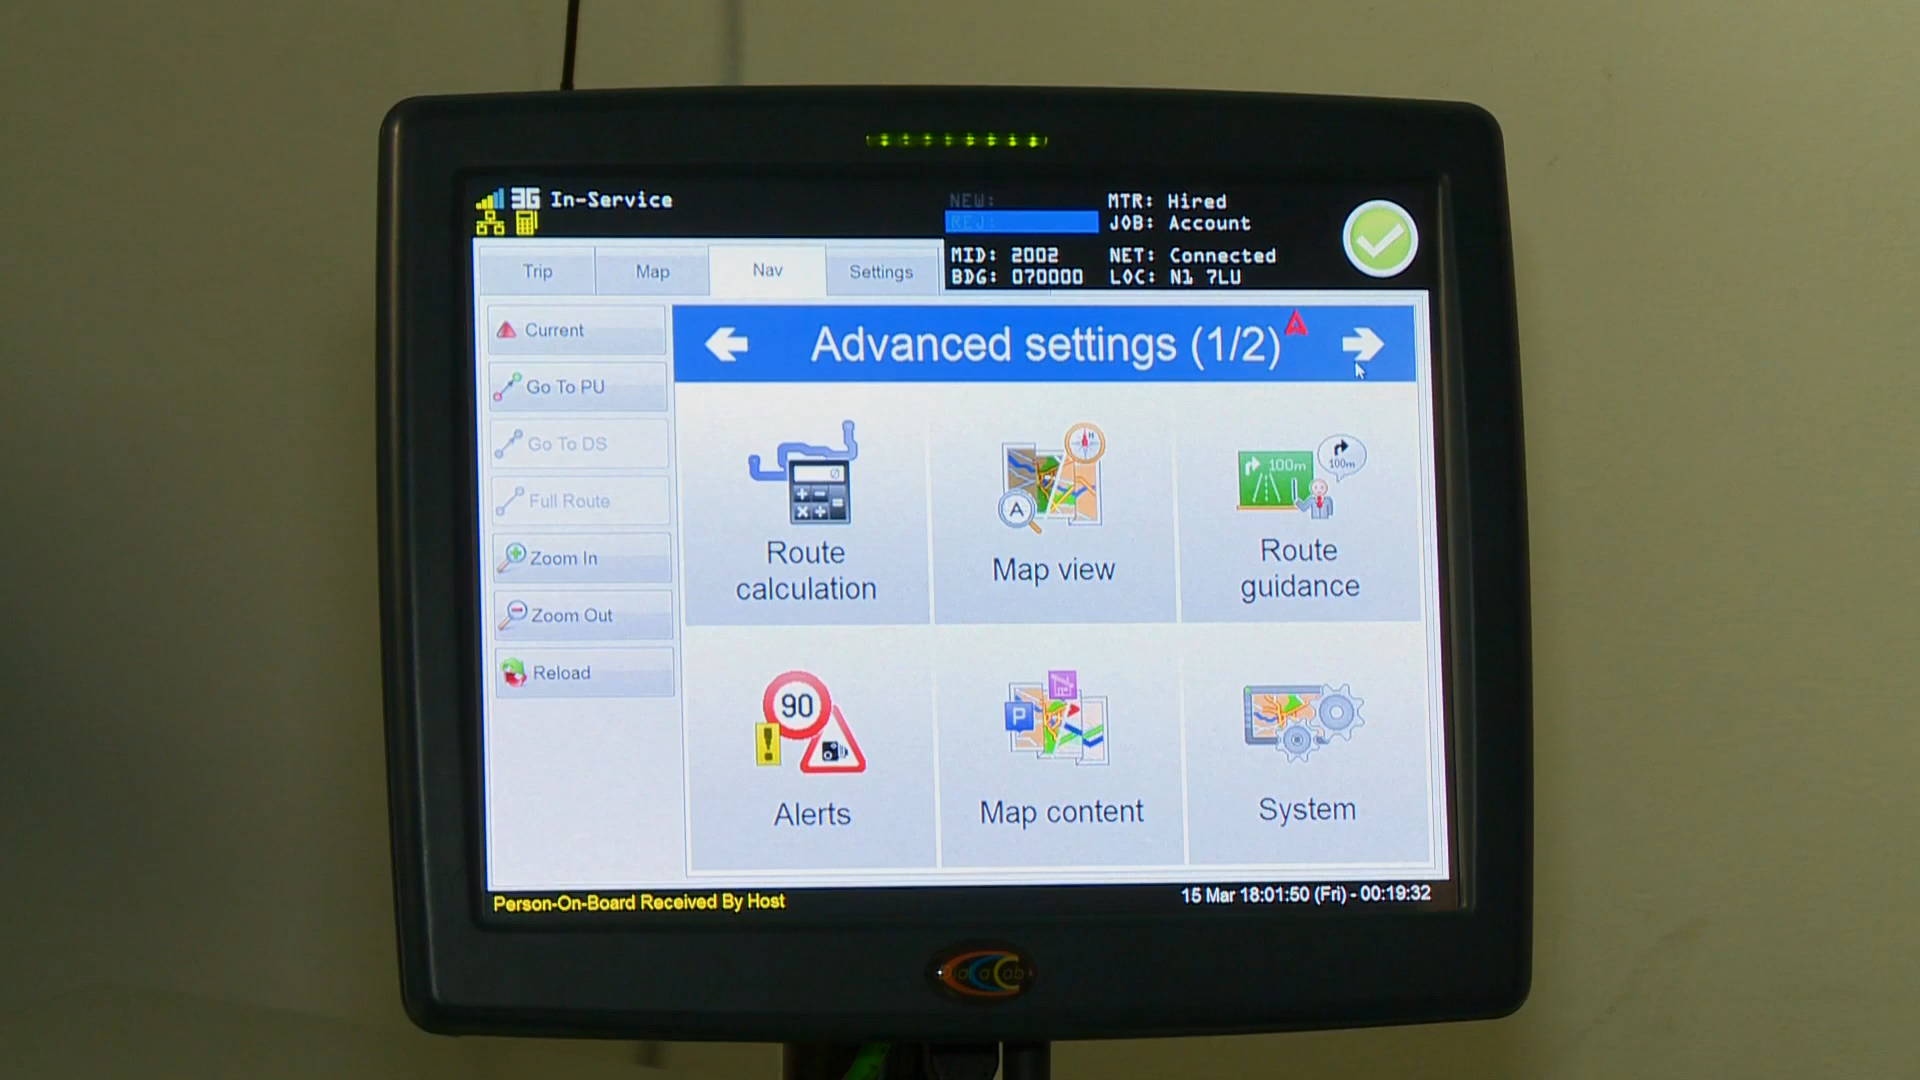 3G In-Service
NEW:
REJ:
MTR: Hired
JOB: Account
MID: 2002
NET: Connected
BDG: 070000
LOC: N1 7LU
Trip
Map
Nav
Settings
Current
Go To PU
Go To DS
Full Route
Zoom In
Zoom Out
Reload
Advanced settings (1/2)
Route
calculation
A
Map view
100m
100m
Route
guidance
90
Alerts
P
Map content
System
Person-On-Board Received By Host
15 Mar 18:01:50 (Fri) - 00:19:32